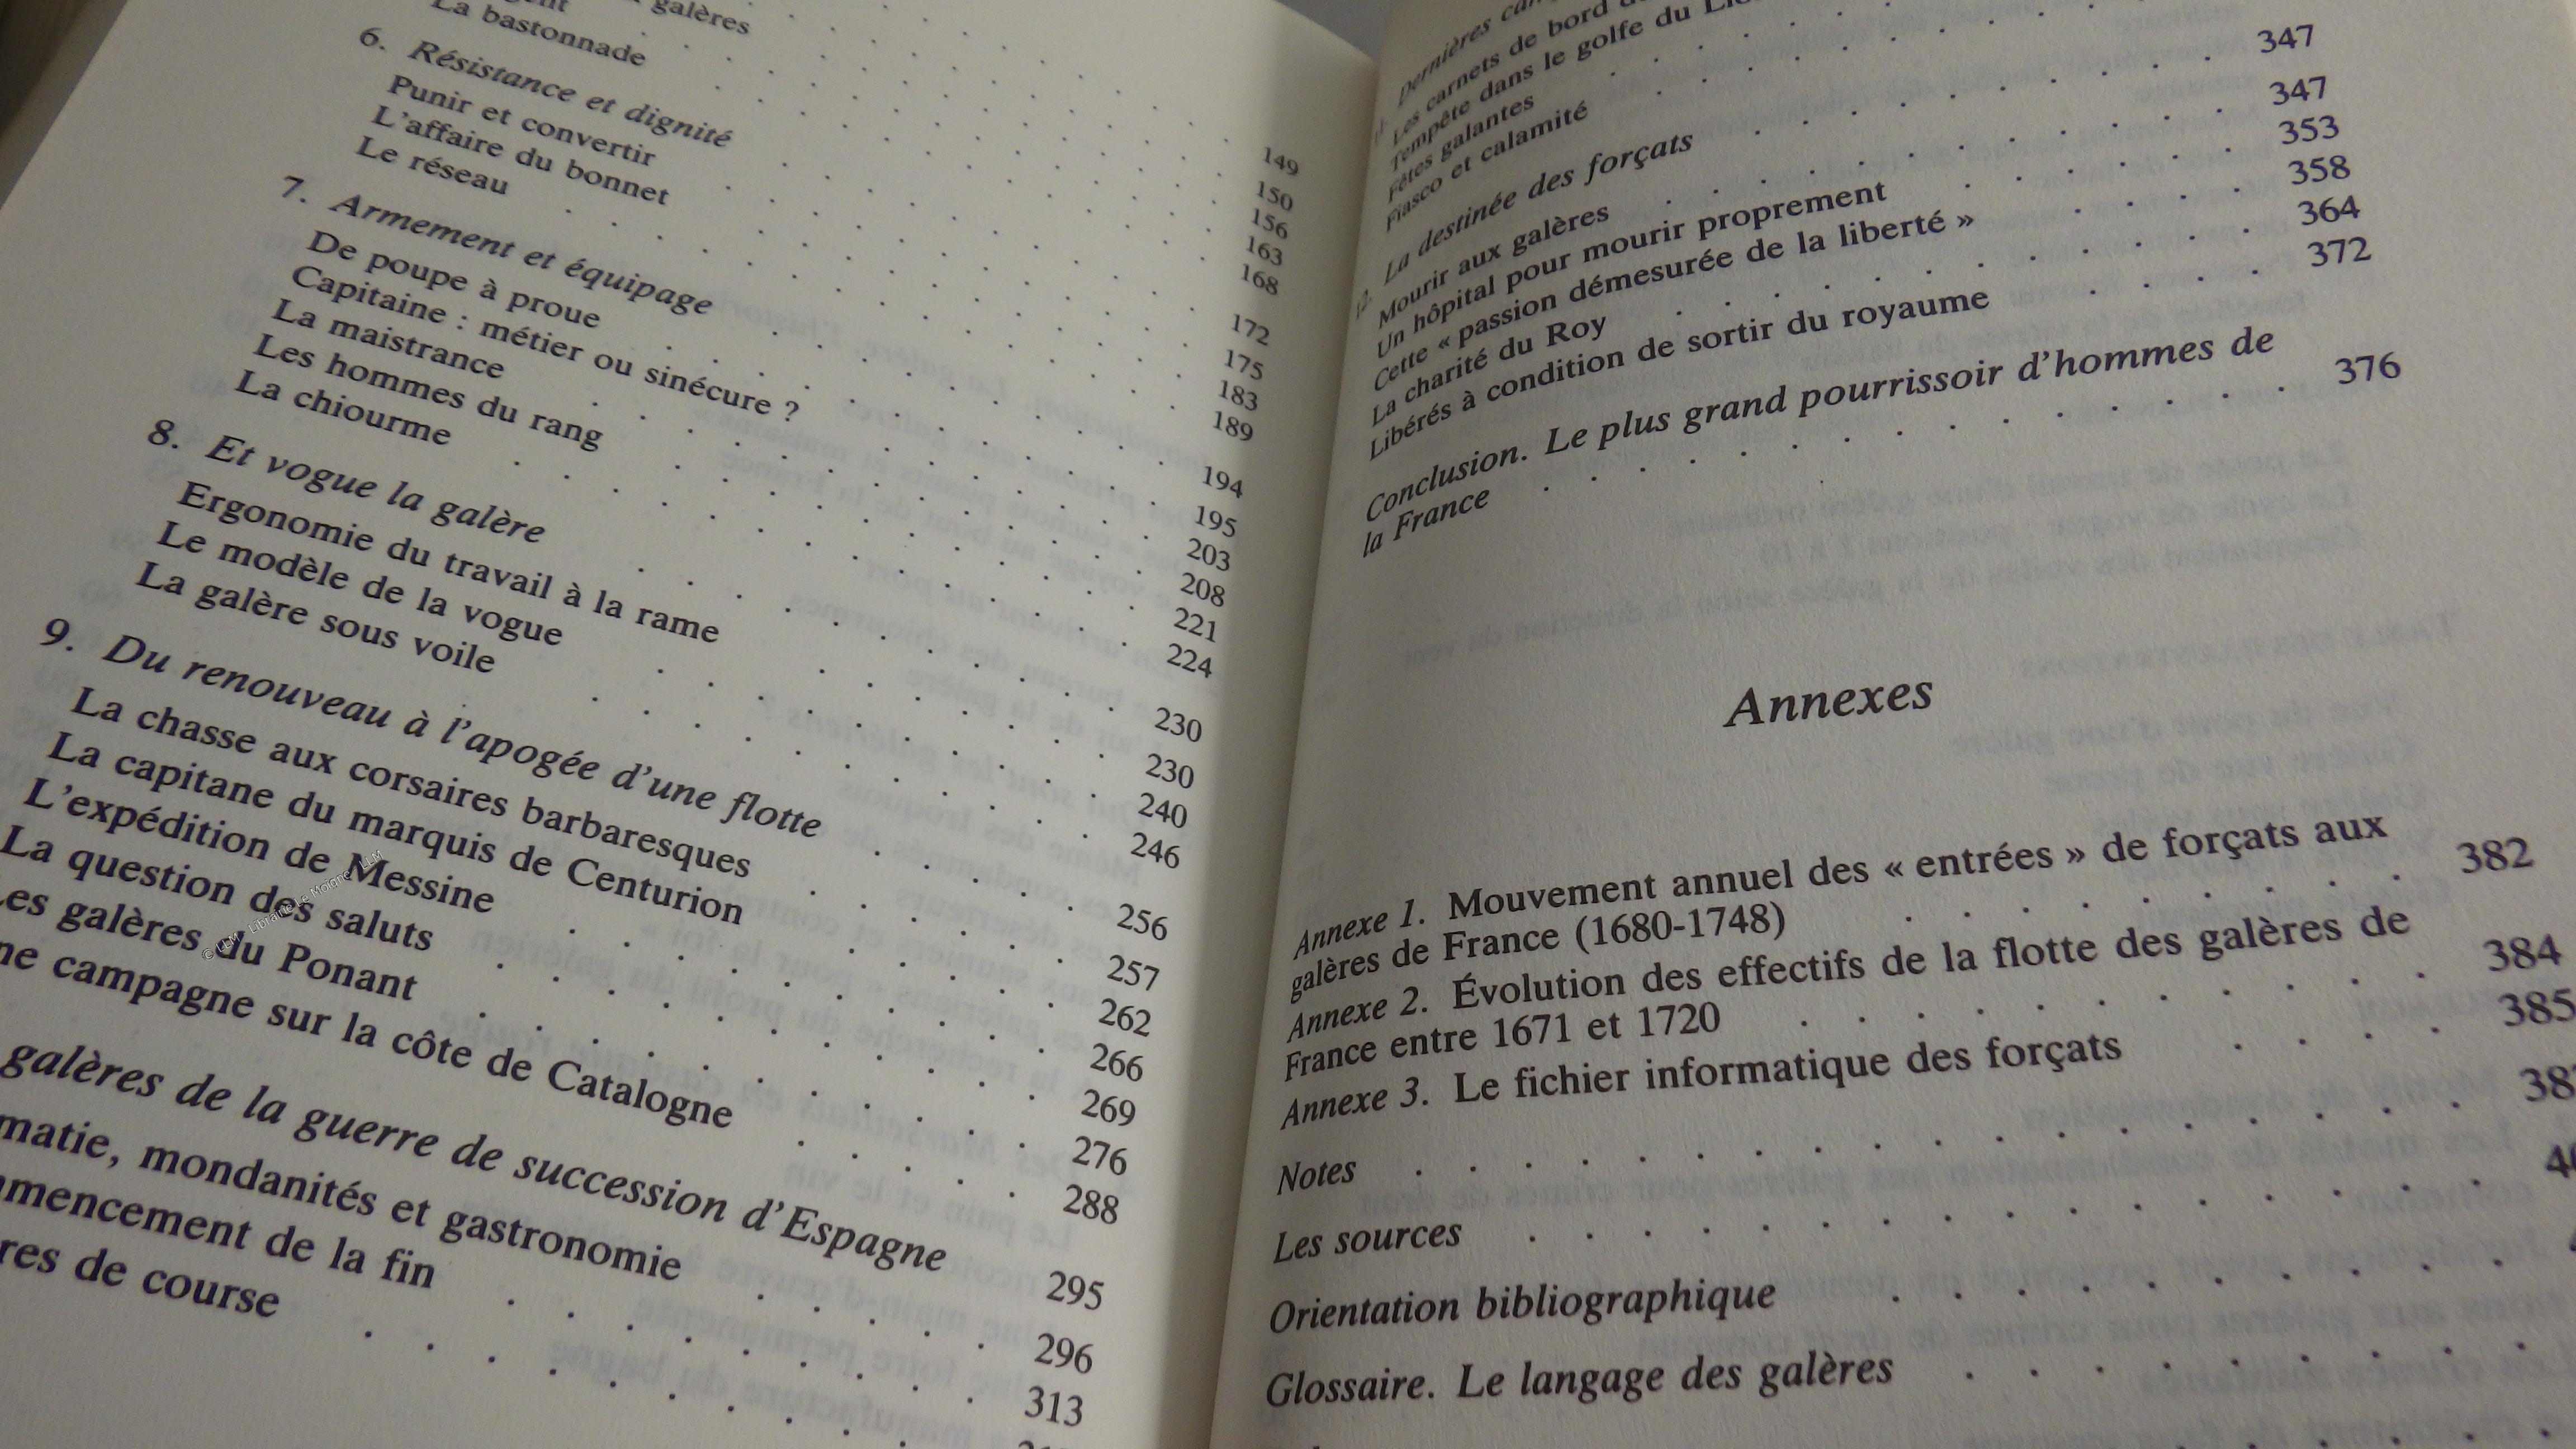 galères
La bastonnade . . . 149
6. Résistance et dignité . . . 150
Punir et convertir . . . 156
L'affaire du bonnet . . . 163
Le réseau . . . 168
7. Armement et équipage . . . 172
De poupe à proue . . . 175
Capitaine : métier ou sinécure ? . . . 183
La maistrance . . . 189
Les hommes du rang . . . 194
La chiourme . . . 195
203
208
8. Et vogue la galère . . . 221
Ergonomie du travail à la rame . . . 224
Le modèle de la vogue . . . 230
La galère sous voile . . . 230
240
246
9. Du renouveau à l'apogée d'une flotte . . . 256
La chasse aux corsaires barbaresques . . . 257
La capitane du marquis de Centurion . . . 262
L'expédition de Messine . . . 266
La question des saluts . . . 269
Les galères du Ponant . . . 276
campagne sur la côte de Catalogne . . . 288
galères de la guerre de succession d'Espagne . . . 295
mondanités et gastronomie . . . 296
de la fin . . . 313
de course
© LLM - Librairie Le Moigne LLM
Dernières
Les carnets de bord
Tempête dans le golfe du
Fêtes galantes
Fiasco et calamité
12. La destinée des forçats . . . 347
Mourir aux galères . . . 347
Un hôpital pour mourir proprement . . . 353
Cette « passion démesurée de la liberté » . . . 358
La charité du Roy . . . 364
Libérés à condition de sortir du royaume . . . 372
Conclusion. Le plus grand pourrissoir d'hommes de
la France . . . 376
Annexes
Annexe 1. Mouvement annuel des « entrées » de forçats aux
galères de France (1680-1748) . . . 382
Annexe 2. Évolution des effectifs de la flotte des galères de
France entre 1671 et 1720 . . . 384
Annexe 3. Le fichier informatique des forçats . . . 385
Notes
Les sources
Orientation bibliographique
Glossaire. Le langage des galères